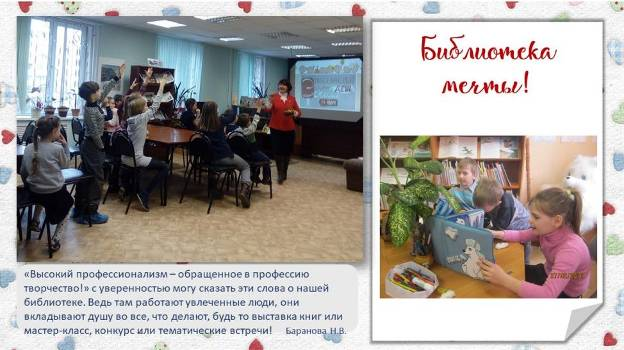 Библиотека
мечты!
«Высокий профессионализм – обращенное в профессию
творчество!» с уверенностью могу сказать эти слова о нашей
библиотеке. Ведь там работают увлеченные люди, они
вкладывают душу во все, что делают, будь то выставка книг или
мастер-класс, конкурс или тематические встречи! Баранова Н.В.